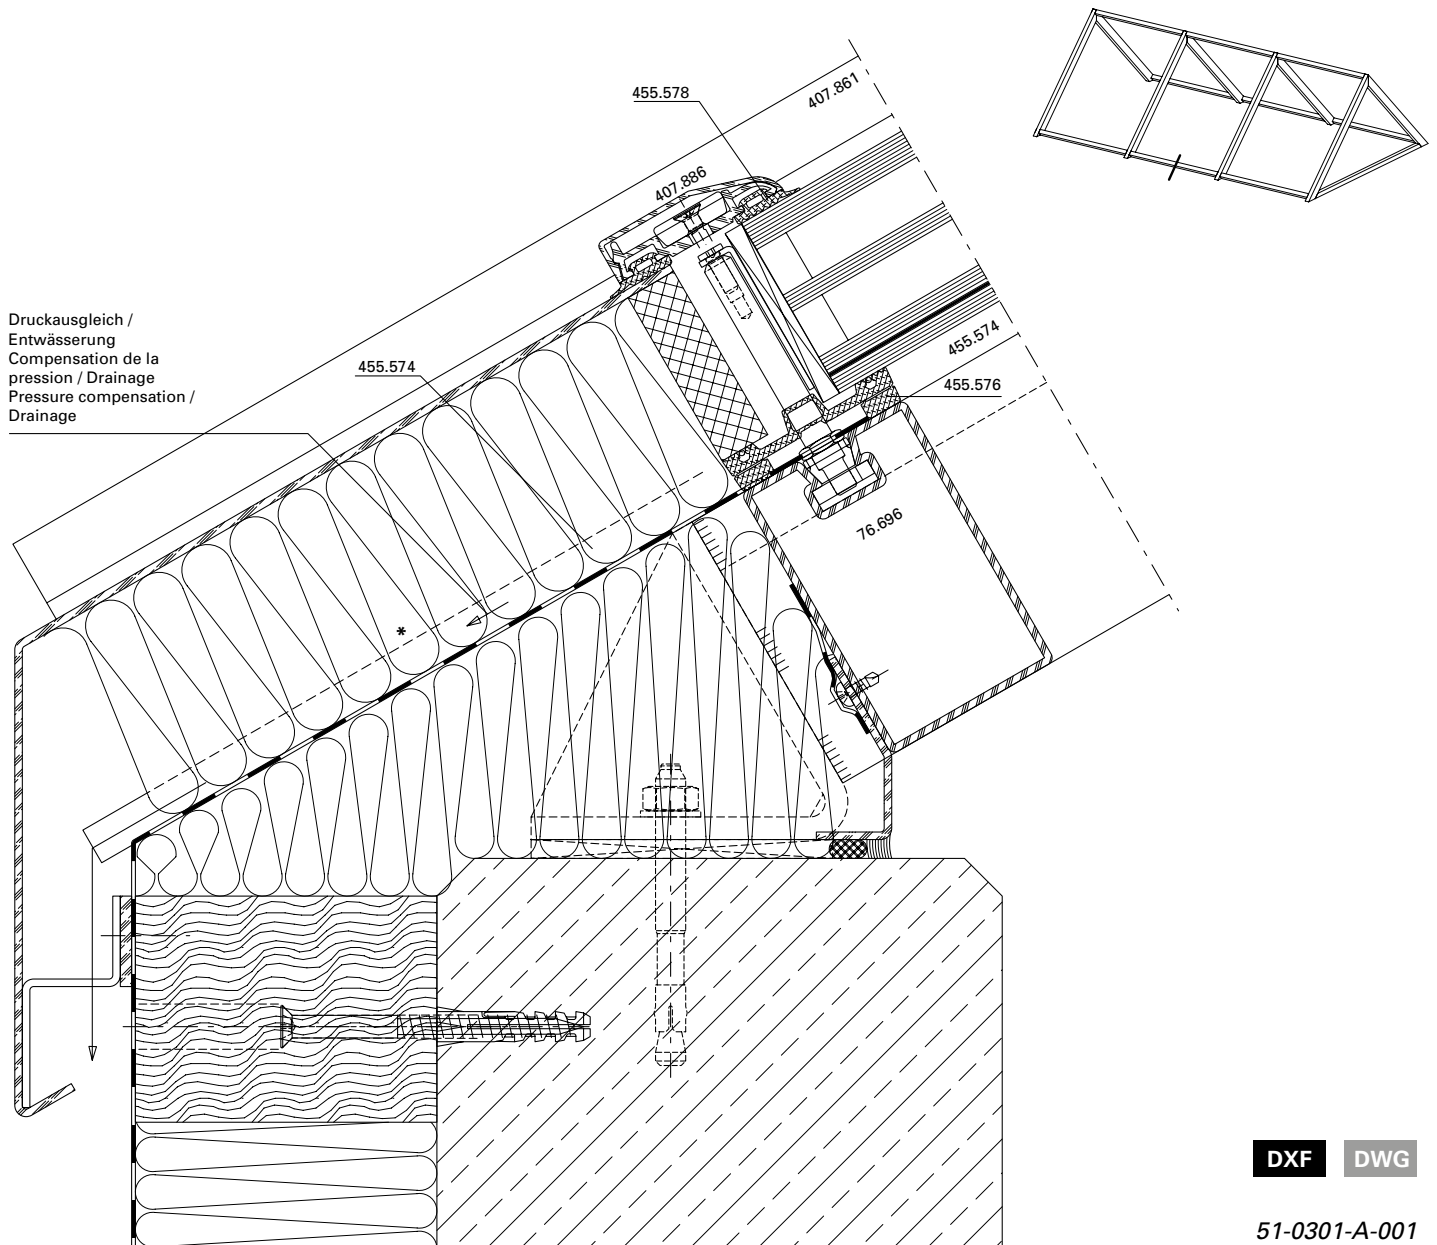 455.578
407.861
407.886
Druckausgleich /
Entwässerung
Compensation de la
pression / Drainage
Pressure compensation /
Drainage
455.574
455.574
455.576
76.696
*
DXF DWG
51-0301-A-001